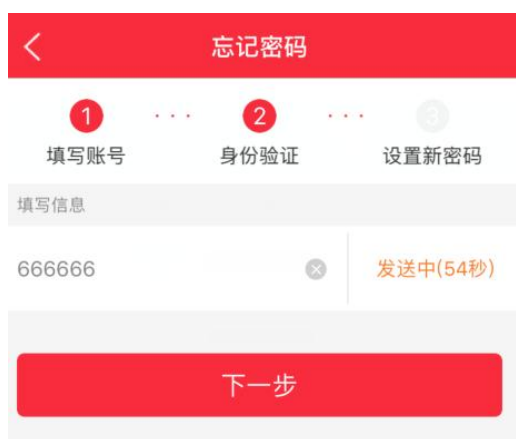 忘记密码
1 ··· 2 ··· 3
填写账号 身份验证 设置新密码
填写信息
666666 发送中(54秒)
下一步